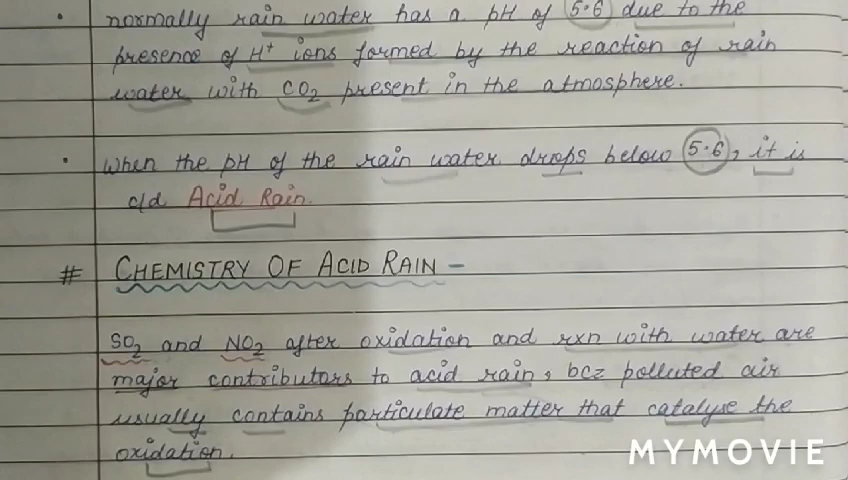 • normally rain water has a pH of 5.6 due to the
presence of H⁺ ions formed by the reaction of rain
water with CO₂ present in the atmosphere.
• When the pH of the rain water drops below 5.6, it is
c/d Acid Rain.
# CHEMISTRY OF ACID RAIN –
SO₂ and NO₂ after oxidation and rxn with water are
major contributors to acid rain, bcz polluted air
usually contains particulate matter that catalyse the
oxidation.
MYMOVIE